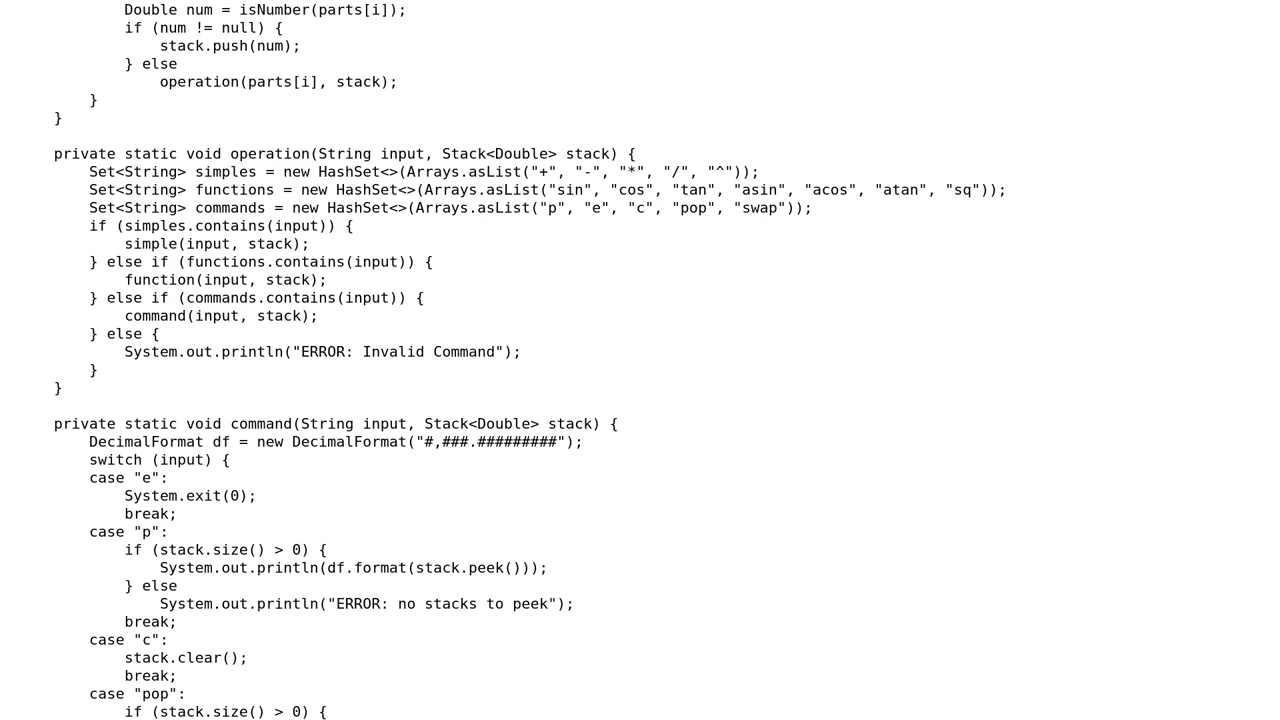 Double num = isNumber(parts[i]);
        if (num != null) {
            stack.push(num);
        } else
            operation(parts[i], stack);
    }
}

private static void operation(String input, Stack<Double> stack) {
    Set<String> simples = new HashSet<>(Arrays.asList("+", "-", "*", "/", "^"));
    Set<String> functions = new HashSet<>(Arrays.asList("sin", "cos", "tan", "asin", "acos", "atan", "sq"));
    Set<String> commands = new HashSet<>(Arrays.asList("p", "e", "c", "pop", "swap"));
    if (simples.contains(input)) {
        simple(input, stack);
    } else if (functions.contains(input)) {
        function(input, stack);
    } else if (commands.contains(input)) {
        command(input, stack);
    } else {
        System.out.println("ERROR: Invalid Command");
    }
}

private static void command(String input, Stack<Double> stack) {
    DecimalFormat df = new DecimalFormat("#,###.#########");
    switch (input) {
    case "e":
        System.exit(0);
        break;
    case "p":
        if (stack.size() > 0) {
            System.out.println(df.format(stack.peek()));
        } else
            System.out.println("ERROR: no stacks to peek");
        break;
    case "c":
        stack.clear();
        break;
    case "pop":
        if (stack.size() > 0) {